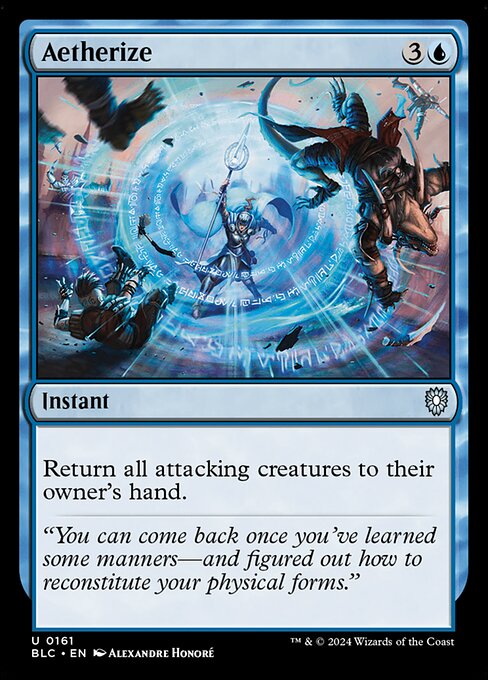 Aetherize 3
Instant
Return all attacking creatures to their
owner's hand.
“You can come back once you've learned
some manners—and figured out how to
reconstitute your physical forms.”
U 0161
BLC • EN Alexandre Honoré
™ & © 2024 Wizards of the Coast